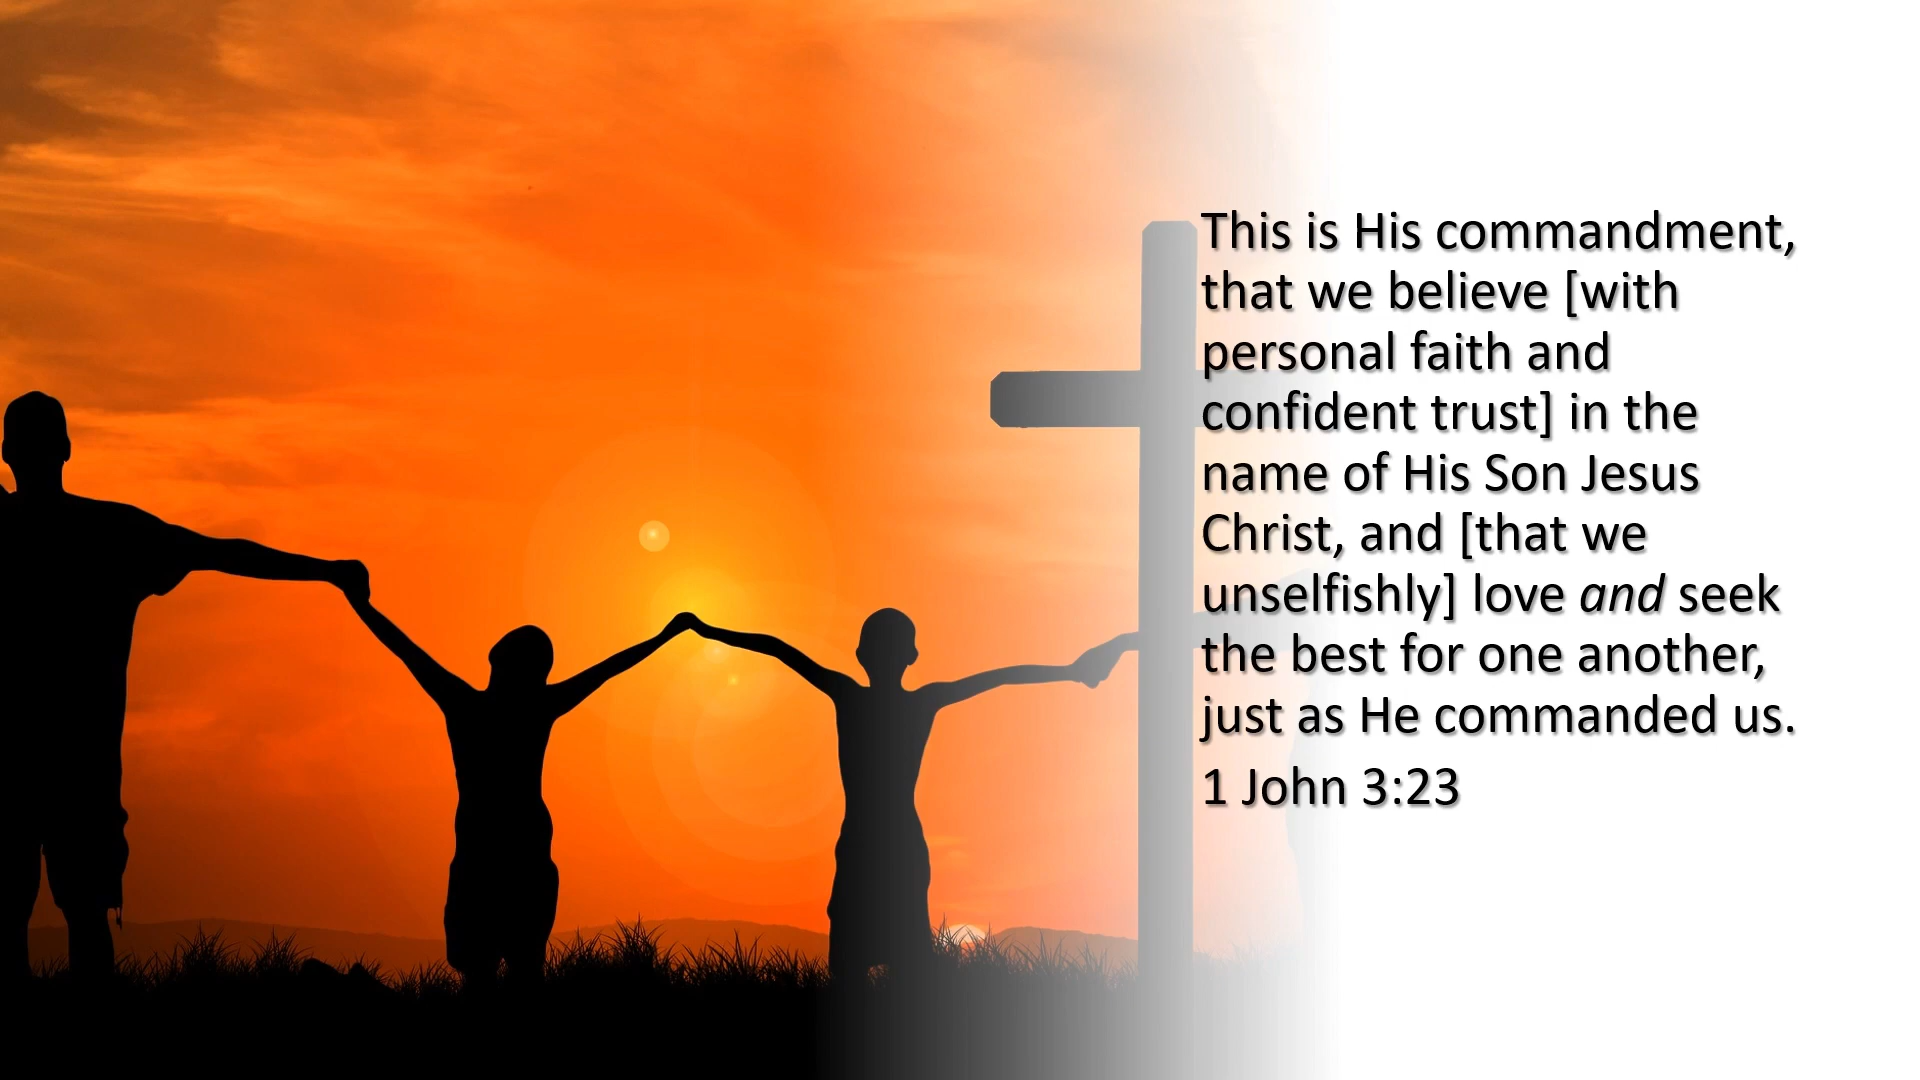 This is His commandment,
that we believe [with
personal faith and
confident trust] in the
name of His Son Jesus
Christ, and [that we
unselfishly] love and seek
the best for one another,
just as He commanded us.
1 John 3:23